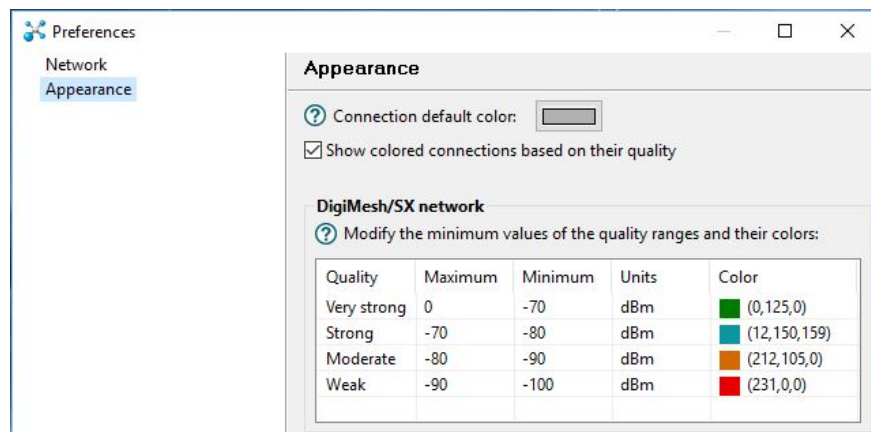 Preferences
Network
Appearance
Appearance
Connection default color:
Show colored connections based on their quality
DigiMesh/SX network
Modify the minimum values of the quality ranges and their colors:
Quality Maximum Minimum Units Color
Very strong 0 -70 dBm (0,125,0)
Strong -70 -80 dBm (12,150,159)
Moderate -80 -90 dBm (212,105,0)
Weak -90 -100 dBm (231,0,0)